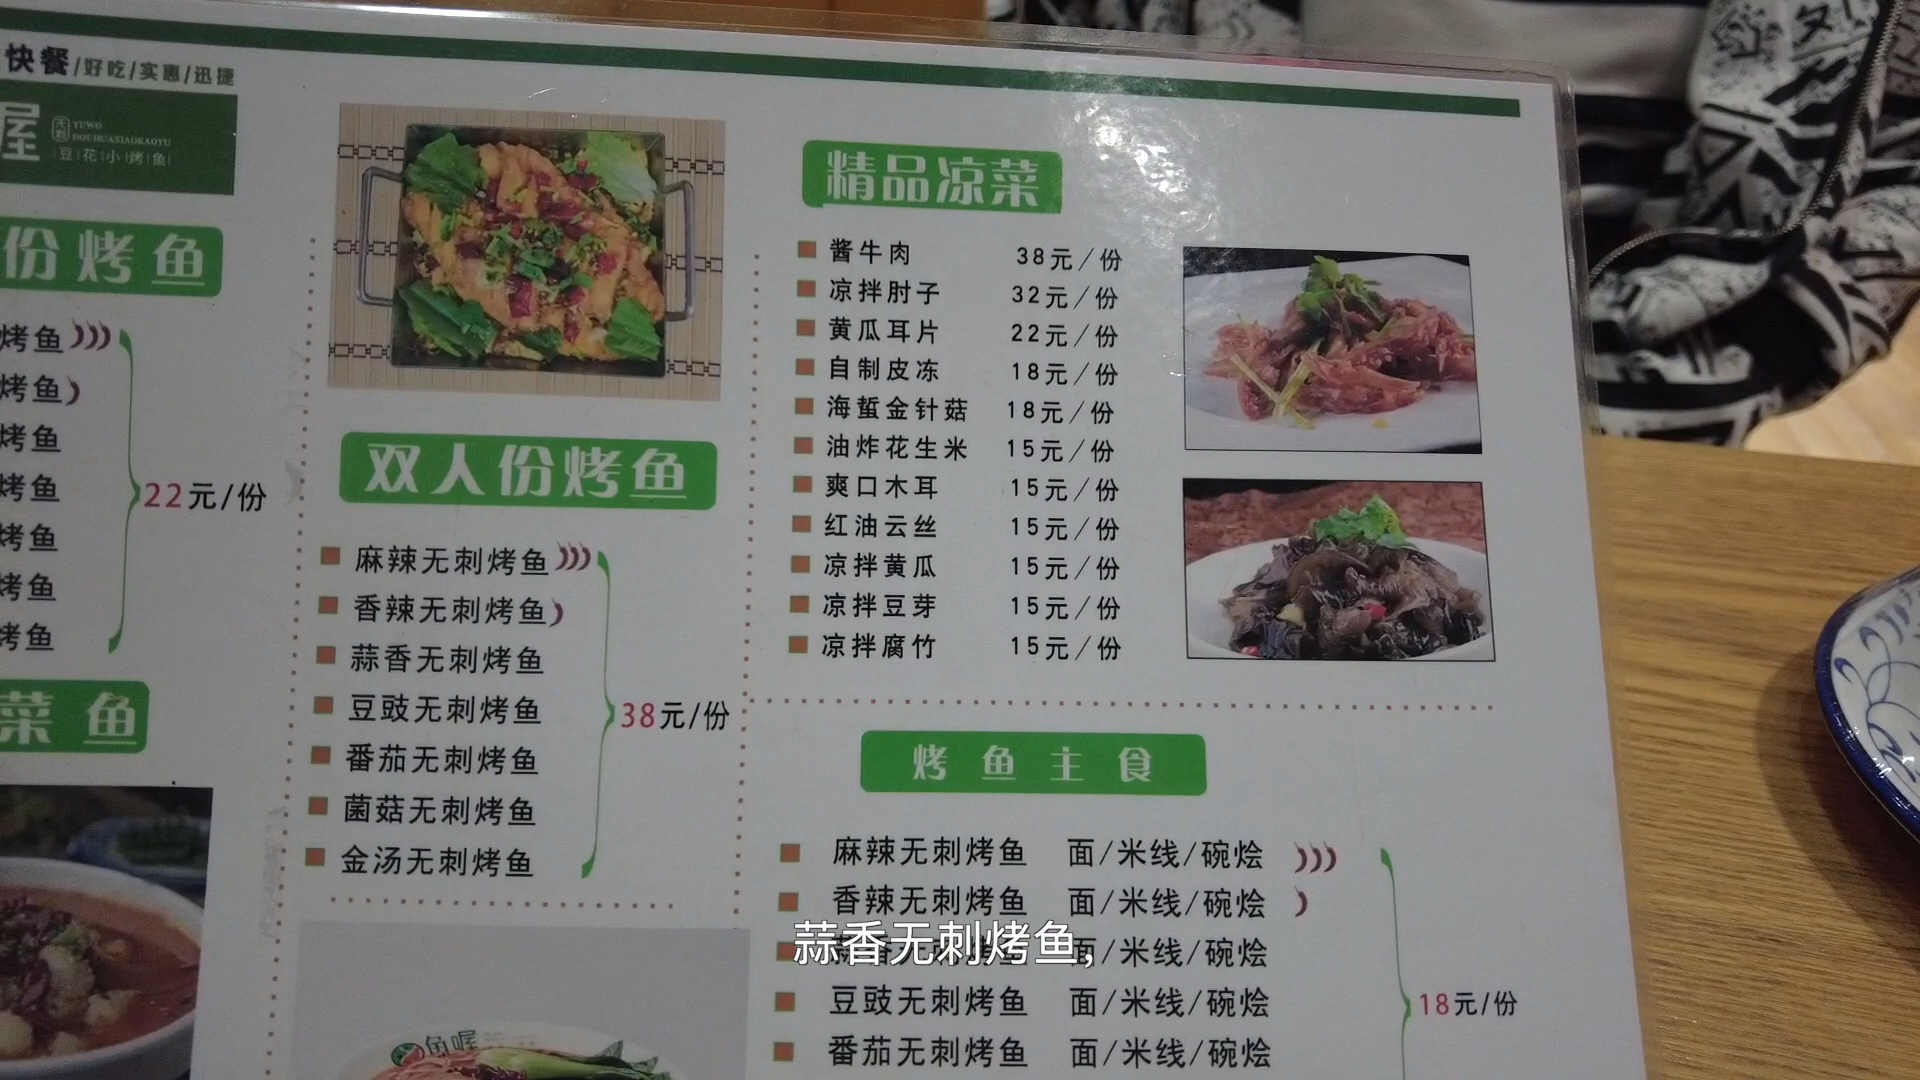 快餐/好吃/实惠/迅捷
喔 无刺 YUWO
DOUHUAXIAOKAOYU
豆花小烤鱼
份烤鱼
烤鱼
烤鱼
烤鱼
烤鱼
烤鱼
烤鱼
烤鱼
22元/份
菜鱼
双人份烤鱼
麻辣无刺烤鱼
香辣无刺烤鱼
蒜香无刺烤鱼
豆豉无刺烤鱼
番茄无刺烤鱼
菌菇无刺烤鱼
金汤无刺烤鱼
38元/份
鱼喔
精品凉菜
酱牛肉 38元/份
凉拌肘子 32元/份
黄瓜耳片 22元/份
自制皮冻 18元/份
海蜇金针菇 18元/份
油炸花生米 15元/份
爽口木耳 15元/份
红油云丝 15元/份
凉拌黄瓜 15元/份
凉拌豆芽 15元/份
凉拌腐竹 15元/份
烤鱼主食
麻辣无刺烤鱼 面/米线/碗烩
香辣无刺烤鱼 面/米线/碗烩
面/米线/碗烩
豆豉无刺烤鱼 面/米线/碗烩
番茄无刺烤鱼 面/米线/碗烩
18元/份
蒜香无刺烤鱼,